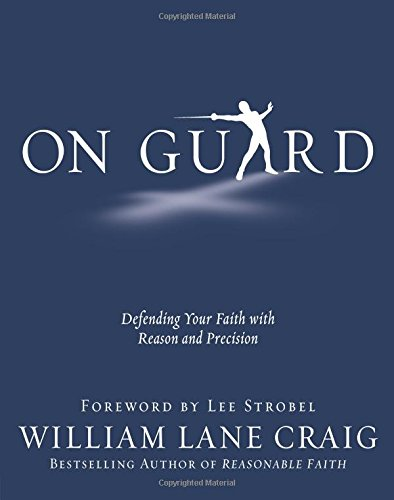 Copyrighted Material
ON GUARD
Defending Your Faith with
Reason and Precision
FOREWORD BY LEE STROBEL
WILLIAM LANE CRAIG
BESTSELLING AUTHOR OF REASONABLE FAITH
Copyrighted Material